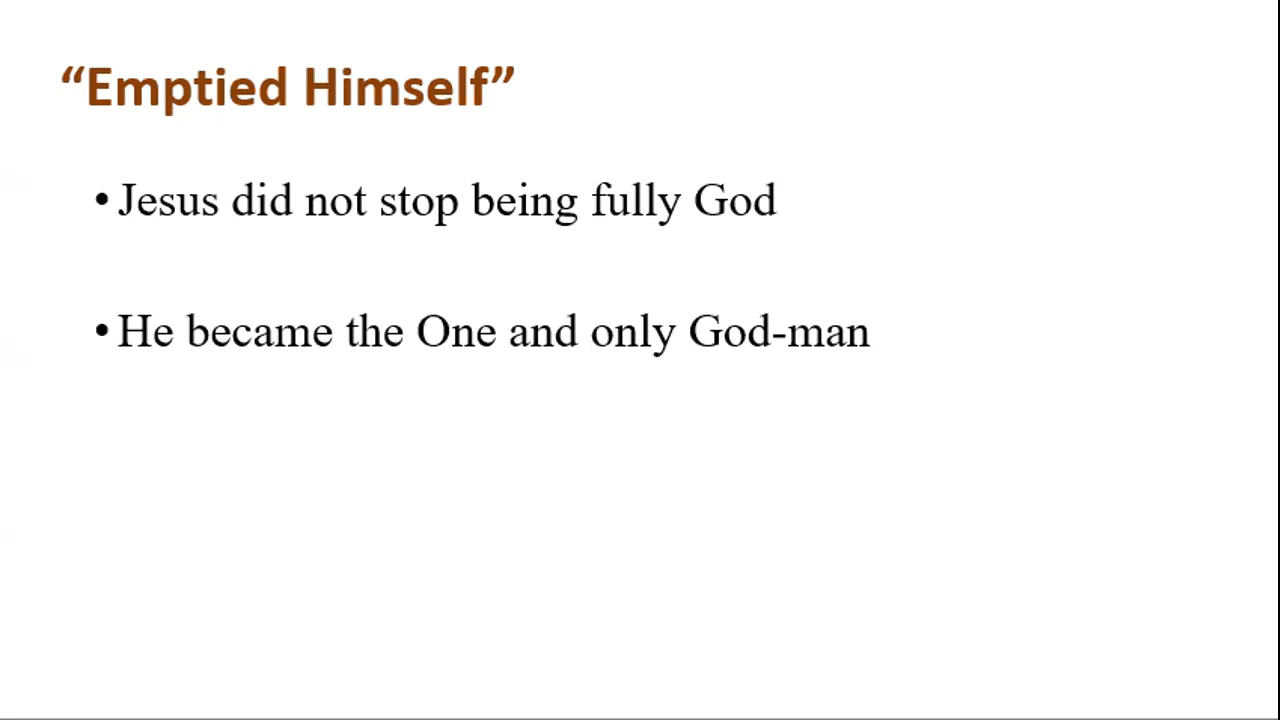 “Emptied Himself”
• Jesus did not stop being fully God
• He became the One and only God-man